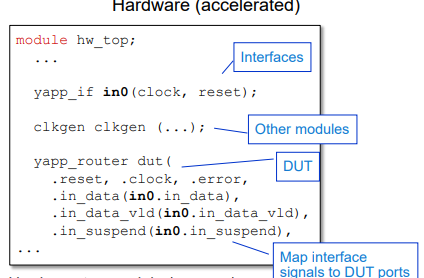 Hardware (accelerated)
module hw_top;
...
Interfaces
yapp_if in0(clock, reset);
clkgen clkgen (...);
Other modules
yapp_router dut(
DUT
.reset, .clock, .error,
.in_data(in0.in_data),
.in_data_vld(in0.in_data_vld),
.in_suspend(in0.in_suspend),
...
Map interface
signals to DUT ports